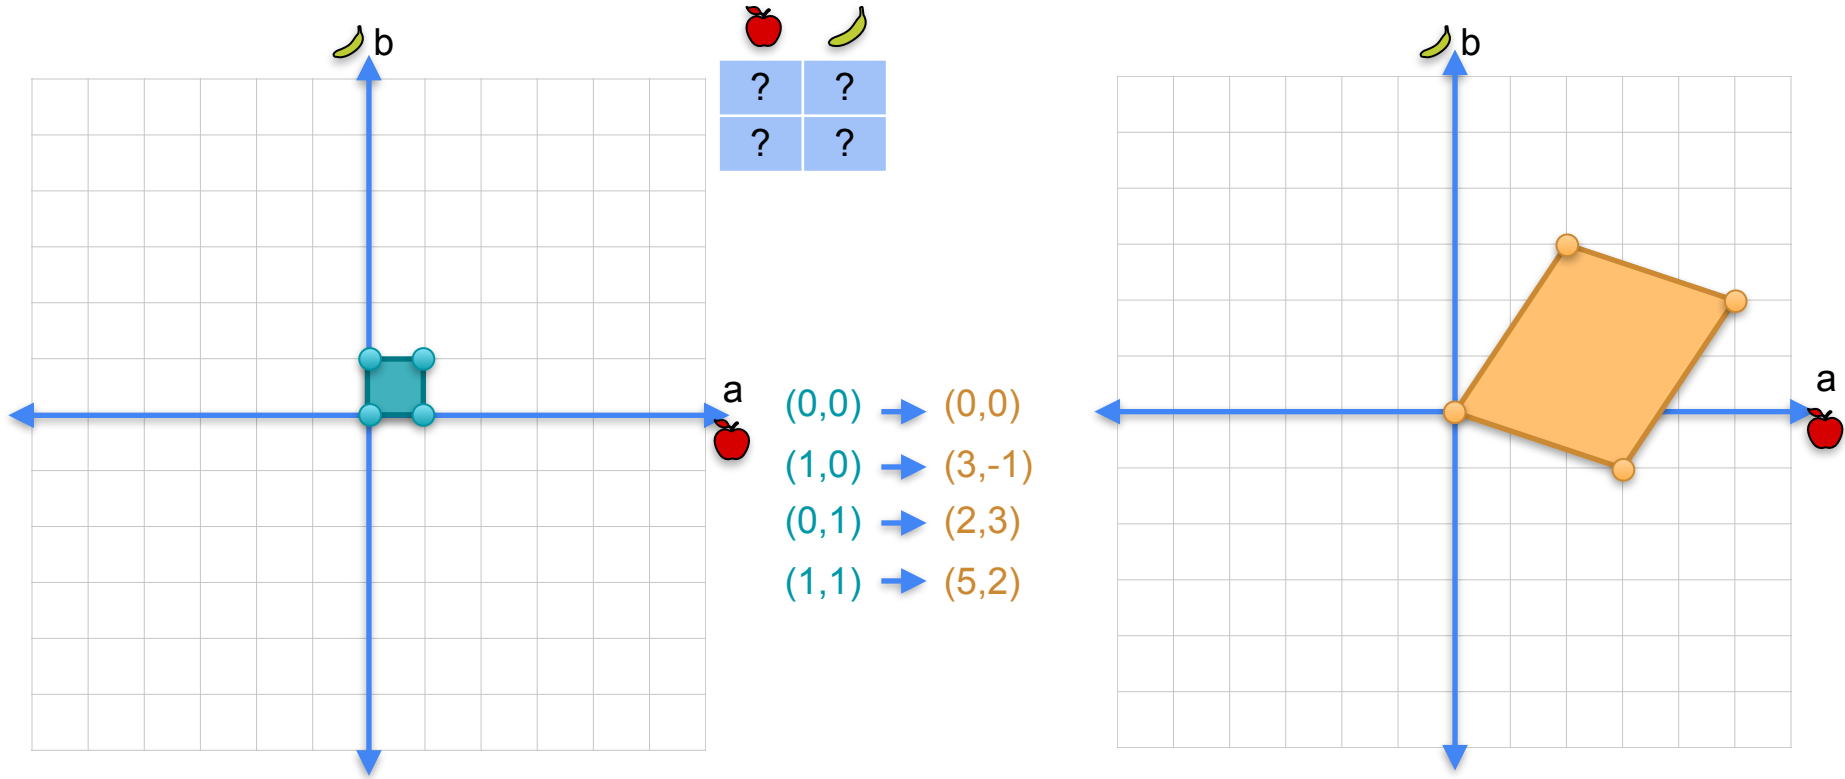 b
? ?
? ?
a
(0,0) (0,0)
(1,0) (3,-1)
(0,1) (2,3)
(1,1) (5,2)
b
a